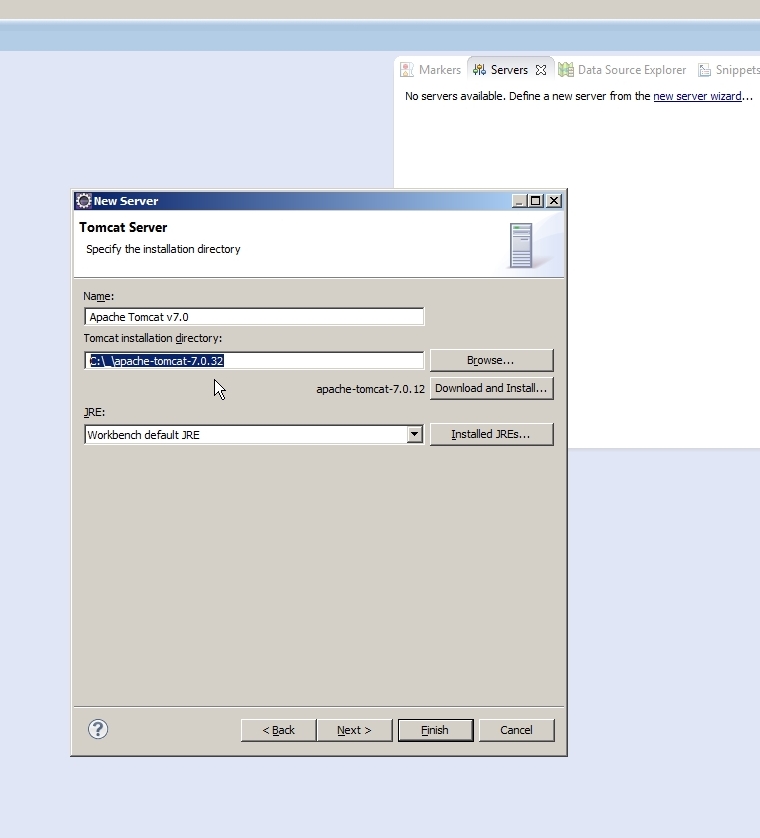 Markers Servers Data Source Explorer Snippets
No servers available. Define a new server from the new server wizard...
New Server
Tomcat Server
Specify the installation directory
Name:
Apache Tomcat v7.0
Tomcat installation directory:
C:\_\apache-tomcat-7.0.32 Browse...
apache-tomcat-7.0.12 Download and Install...
JRE:
Workbench default JRE Installed JREs...
? < Back Next > Finish Cancel